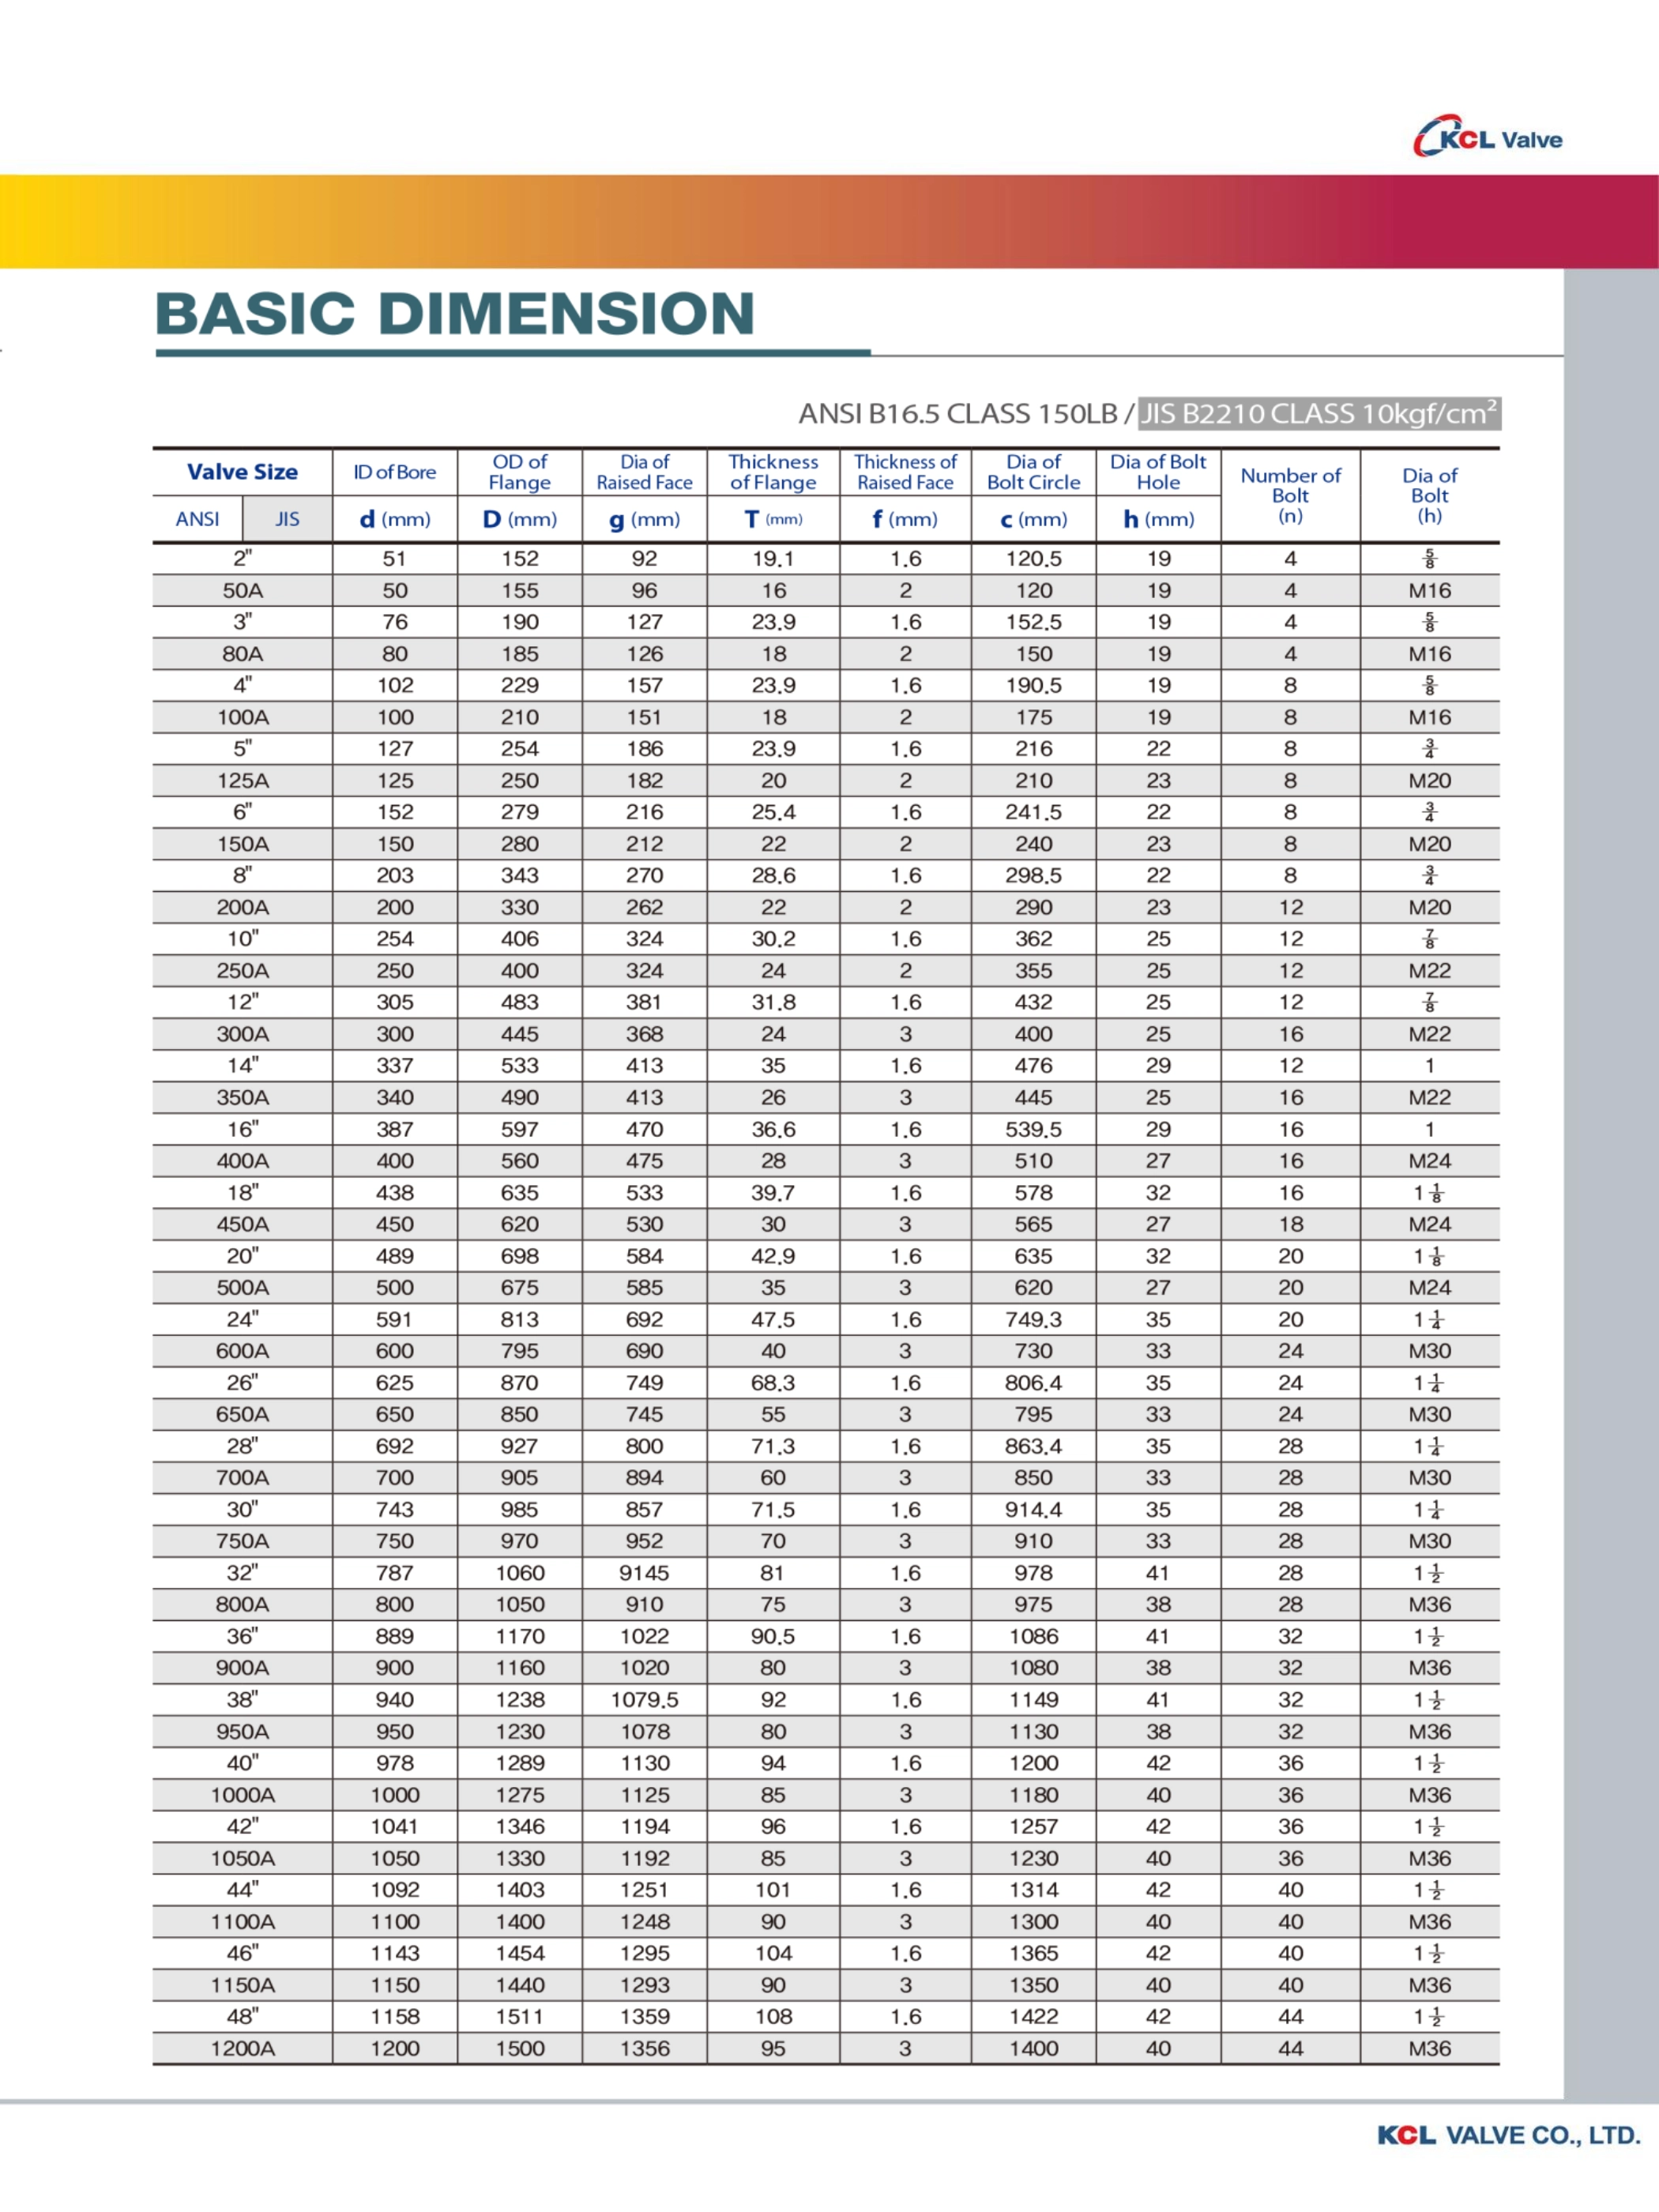 KCL Valve
BASIC DIMENSION
ANSI B16.5 CLASS 150LB / JIS B2210 CLASS 10kgf/cm²
Valve Size ID of Bore OD of Flange Dia of Raised Face Thickness of Flange Thickness of Raised Face Dia of Bolt Circle Dia of Bolt Hole Number of Bolt (n) Dia of Bolt (h)
ANSI JIS d (mm) D (mm) g (mm) T (mm) f (mm) c (mm) h (mm)
2" 51 152 92 19.1 1.6 120.5 19 4 5/8
50A 50 155 96 16 2 120 19 4 M16
3" 76 190 127 23.9 1.6 152.5 19 4 5/8
80A 80 185 126 18 2 150 19 4 M16
4" 102 229 157 23.9 1.6 190.5 19 8 5/8
100A 100 210 151 18 2 175 19 8 M16
5" 127 254 186 23.9 1.6 216 22 8 3/4
125A 125 250 182 20 2 210 23 8 M20
6" 152 279 216 25.4 1.6 241.5 22 8 3/4
150A 150 280 212 22 2 240 23 8 M20
8" 203 343 270 28.6 1.6 298.5 22 8 3/4
200A 200 330 262 22 2 290 23 12 M20
10" 254 406 324 30.2 1.6 362 25 12 7/8
250A 250 400 324 24 2 355 25 12 M22
12" 305 483 381 31.8 1.6 432 25 12 7/8
300A 300 445 368 24 3 400 25 16 M22
14" 337 533 413 35 1.6 476 29 12 1
350A 340 490 413 26 3 445 25 16 M22
16" 387 597 470 36.6 1.6 539.5 29 16 1
400A 400 560 475 28 3 510 27 16 M24
18" 438 635 533 39.7 1.6 578 32 16 1 1/8
450A 450 620 530 30 3 565 27 18 M24
20" 489 698 584 42.9 1.6 635 32 20 1 1/8
500A 500 675 585 35 3 620 27 20 M24
24" 591 813 692 47.5 1.6 749.3 35 20 1 1/4
600A 600 795 690 40 3 730 33 24 M30
26" 625 870 749 68.3 1.6 806.4 35 24 1 1/4
650A 650 850 745 55 3 795 33 24 M30
28" 692 927 800 71.3 1.6 863.4 35 28 1 1/4
700A 700 905 894 60 3 850 33 28 M30
30" 743 985 857 71.5 1.6 914.4 35 28 1 1/4
750A 750 970 952 70 3 910 33 28 M30
32" 787 1060 9145 81 1.6 978 41 28 1 1/2
800A 800 1050 910 75 3 975 38 28 M36
36" 889 1170 1022 90.5 1.6 1086 41 32 1 1/2
900A 900 1160 1020 80 3 1080 38 32 M36
38" 940 1238 1079.5 92 1.6 1149 41 32 1 1/2
950A 950 1230 1078 80 3 1130 38 32 M36
40" 978 1289 1130 94 1.6 1200 42 36 1 1/2
1000A 1000 1275 1125 85 3 1180 40 36 M36
42" 1041 1346 1194 96 1.6 1257 42 36 1 1/2
1050A 1050 1330 1192 85 3 1230 40 36 M36
44" 1092 1403 1251 101 1.6 1314 42 40 1 1/2
1100A 1100 1400 1248 90 3 1300 40 40 M36
46" 1143 1454 1295 104 1.6 1365 42 40 1 1/2
1150A 1150 1440 1293 90 3 1350 40 40 M36
48" 1158 1511 1359 108 1.6 1422 42 44 1 1/2
1200A 1200 1500 1356 95 3 1400 40 44 M36
KCL VALVE CO., LTD.